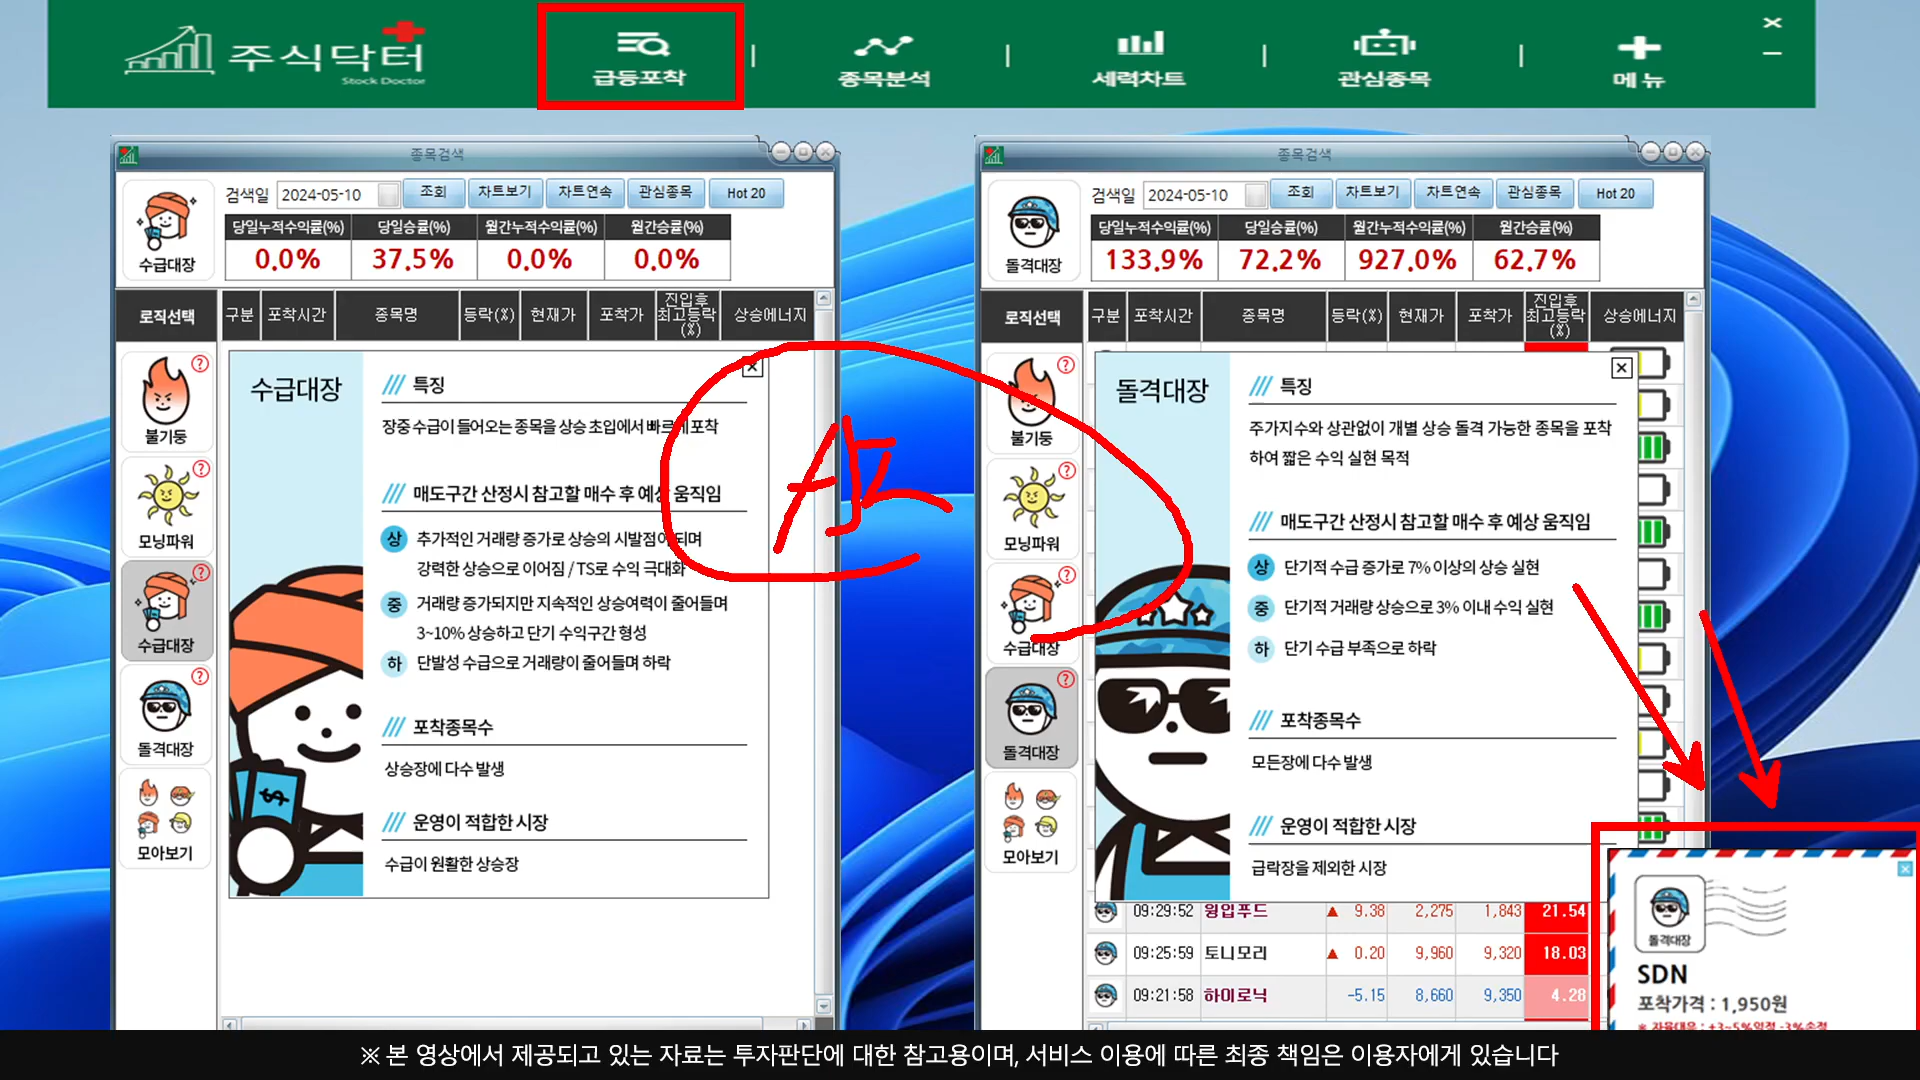 주식닥터
Stock Doctor
급등포착
종목분석
세력차트
관심종목
메뉴
종목검색
수급대장
검색일 2024-05-10 조회 차트보기 차트연속 관심종목 Hot 20
당일누적수익률(%) 당일승률(%) 월간누적수익률(%) 월간승률(%)
0.0% 37.5% 0.0% 0.0%
로직선택 구분 포착시간 종목명 등락(%) 현재가 포착가 진입후 최고등락 (%) 상승에너지
불기둥
모닝파워
수급대장
돌격대장
모아보기
수급대장
특징
장중 수급이 들어오는 종목을 상승 초입에서 빠르게 포착
매도구간 산정시 참고할 매수 후 예상 움직임
상 추가적인 거래량 증가로 상승의 시발점이 되며
강력한 상승으로 이어짐 / TS로 수익 극대화
중 거래량 증가되지만 지속적인 상승여력이 줄어들며
3~10% 상승하고 단기 수익구간 형성
하 단발성 수급으로 거래량이 줄어들며 하락
포착종목수
상승장에 다수 발생
운영이 적합한 시장
수급이 원활한 상승장
종목검색
돌격대장
검색일 2024-05-10 조회 차트보기 차트연속 관심종목 Hot 20
당일누적수익률(%) 당일승률(%) 월간누적수익률(%) 월간승률(%)
133.9% 72.2% 927.0% 62.7%
로직선택 구분 포착시간 종목명 등락(%) 현재가 포착가 진입후 최고등락 (%) 상승에너지
불기둥
모닝파워
수급대장
돌격대장
모아보기
돌격대장
특징
주가지수와 상관없이 개별 상승 돌격 가능한 종목을 포착
하여 짧은 수익 실현 목적
매도구간 산정시 참고할 매수 후 예상 움직임
상 단기적 수급 증가로 7% 이상의 상승 실현
중 단기적 거래량 상승으로 3% 이내 수익 실현
하 단기 수급 부족으로 하락
포착종목수
모든장에 다수 발생
운영이 적합한 시장
급락장을 제외한 시장
09:29:52 윙입푸드 ▲ 9.38 2,275 1,843 21.54
09:25:59 토니모리 ▲ 0.20 9,960 9,320 18.03
09:21:58 하이로닉 -5.15 8,660 9,350 4.28
돌격대장
SDN
포착가격 : 1,950원
※ 본 영상에서 제공되고 있는 자료는 투자판단에 대한 참고용이며, 서비스 이용에 따른 최종 책임은 이용자에게 있습니다